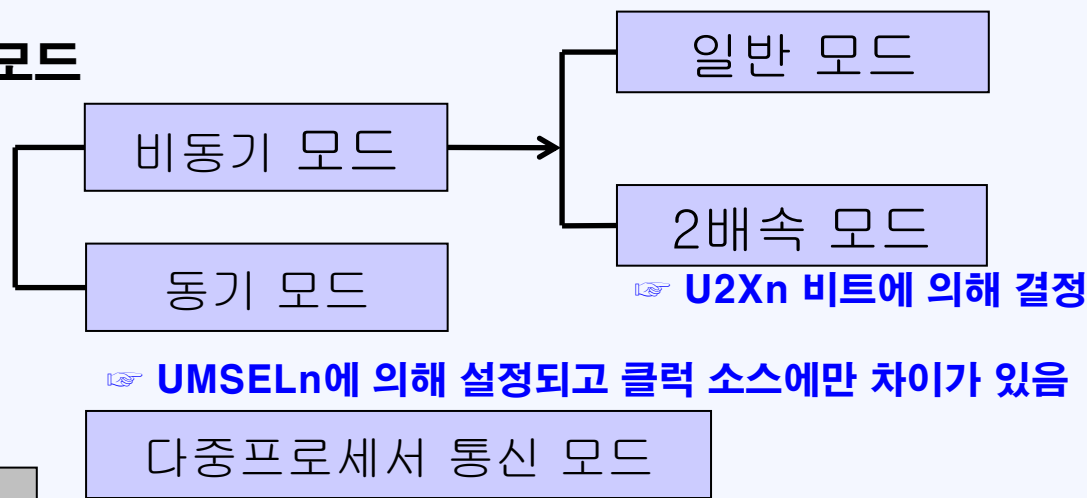 모드
일반 모드
비동기 모드
2배속 모드
동기 모드
☞ U2Xn 비트에 의해 결정
☞ UMSELn에 의해 설정되고 클럭 소스에만 차이가 있음
다중프로세서 통신 모드